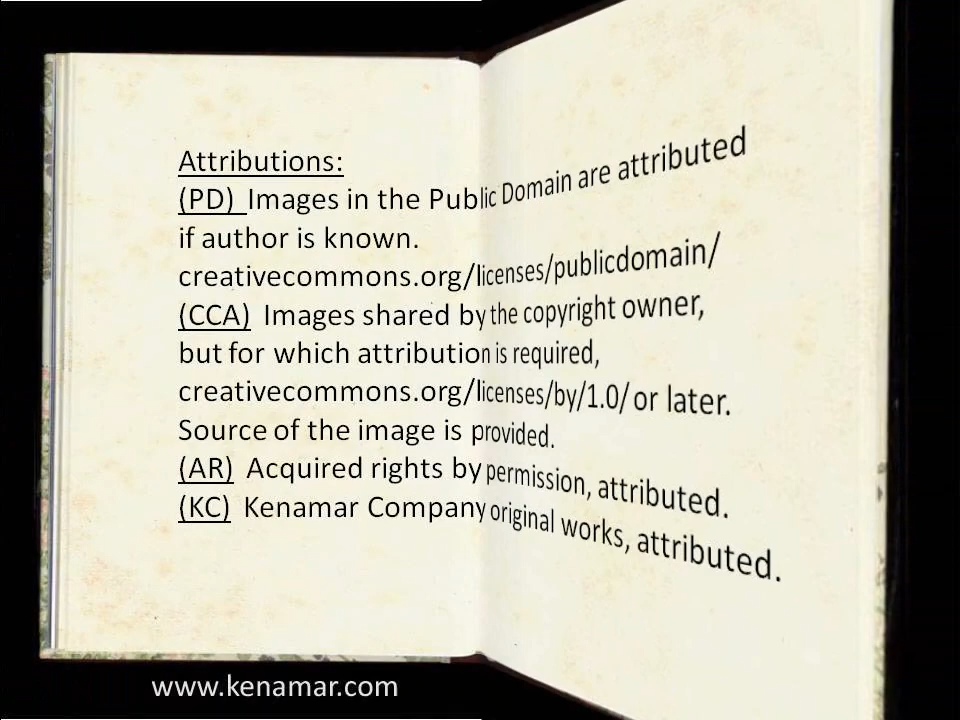 Attributions:
(PD) Images in the Public Domain are attributed
if author is known.
creativecommons.org/licenses/publicdomain/
(CCA) Images shared by the copyright owner,
but for which attribution is required,
creativecommons.org/licenses/by/1.0/ or later.
Source of the image is provided.
(AR) Acquired rights by permission, attributed.
(KC) Kenamar Company original works, attributed.
www.kenamar.com